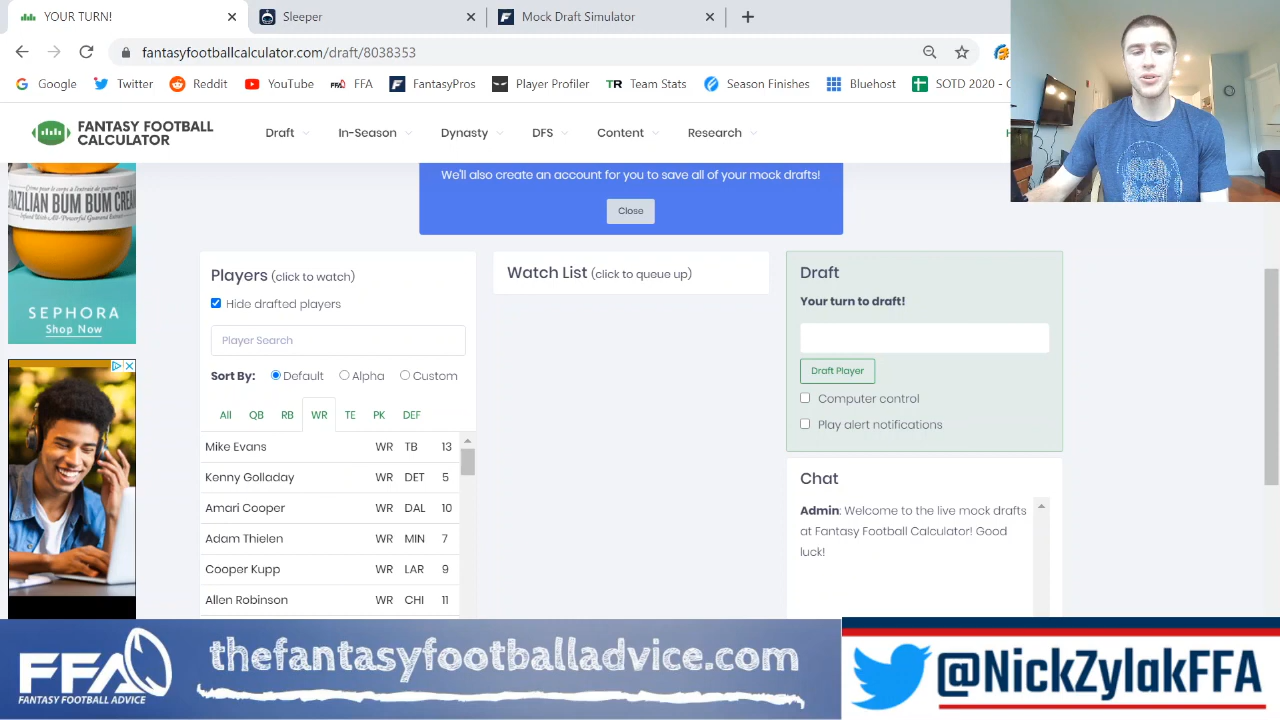 YOUR TURN!
Sleeper
Mock Draft Simulator
fantasyfootballcalculator.com/draft/8038353
Google
Twitter
Reddit
YouTube
FFA
FantasyPros
Player Profiler
TR Team Stats
Season Finishes
Bluehost
SOTD 2020 -
FANTASY FOOTBALL
CALCULATOR
Draft
In-Season
Dynasty
DFS
Content
Research
We'll also create an account for you to save all of your mock drafts!
Close
BRAZILIAN BUM BUM CREAM
SEPHORA
Shop Now
Players (click to watch)
Hide drafted players
Player Search
Sort By: Default Alpha Custom
All QB RB WR TE PK DEF
Mike Evans WR TB 13
Kenny Golladay WR DET 5
Amari Cooper WR DAL 10
Adam Thielen WR MIN 7
Cooper Kupp WR LAR 9
Allen Robinson WR CHI 11
Watch List (click to queue up)
Draft
Your turn to draft!
Draft Player
Computer control
Play alert notifications
Chat
Admin: Welcome to the live mock drafts
at Fantasy Football Calculator! Good
luck!
FFA
FANTASY FOOTBALL ADVICE
thefantasyfootballadvice.com
@NickZylakFFA